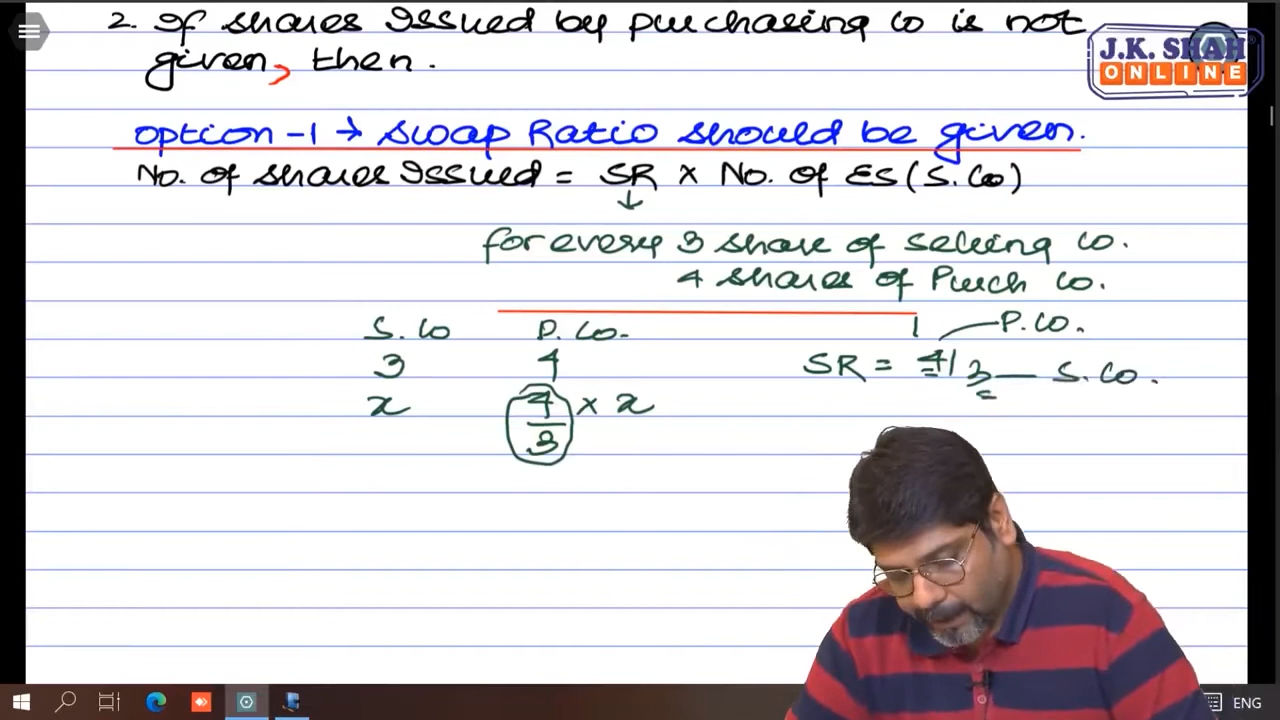 2. If shares Issued by purchasing Co is not
given, then.
J.K. SHAH
ONLINE
option -1 → Swap Ratio should be given.
No. of shares Issued = SR × No. of ES (S. Co)
↓
for every 3 share of Selling Co.
4 shares of Purch Co.
S. Co P. Co.
3 4
x 4/3 × x
P. Co.
SR = 4/3 S. Co.
ENG